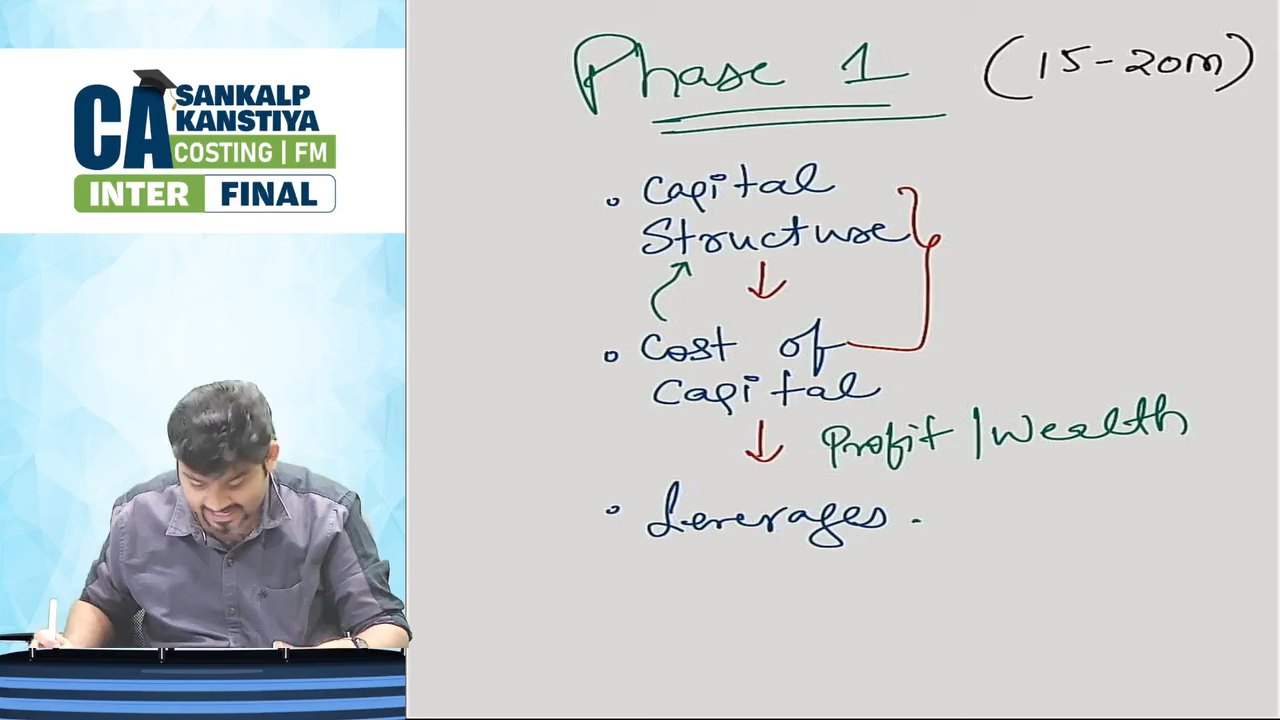 CA SANKALP
KANSTIYA
COSTING | FM
INTER FINAL
Phase 1 (15-20m)
• Capital
Structure
• Cost of
Capital
Profit | Wealth
• Leverages.